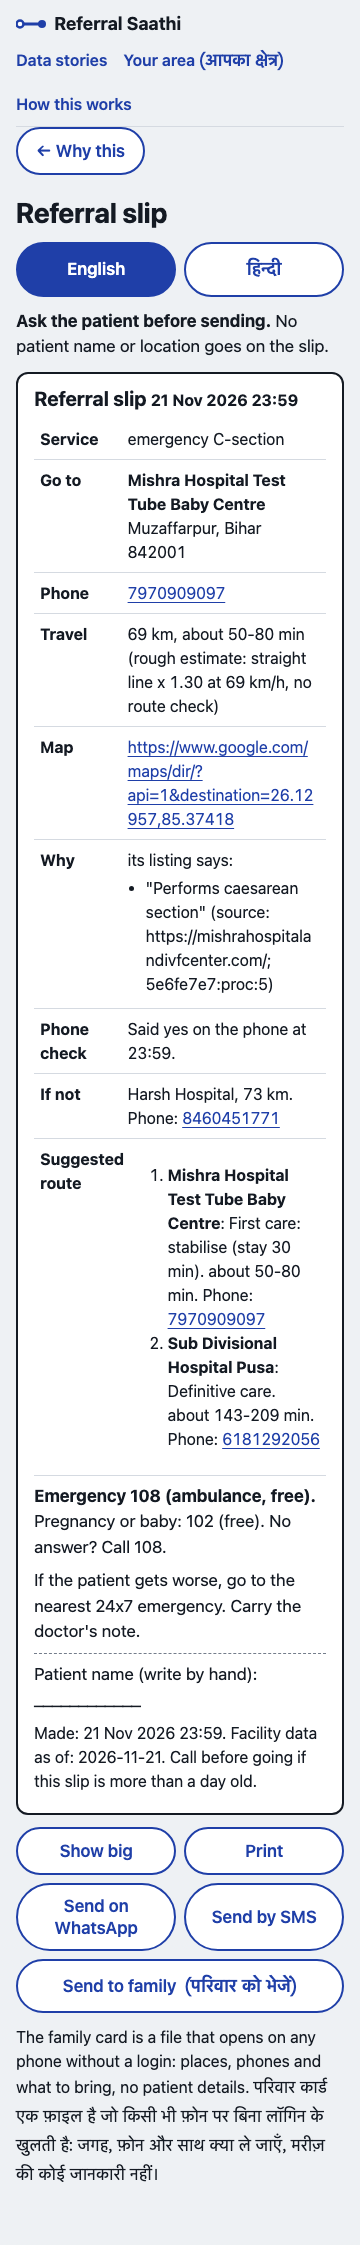 Referral Saathi
Data stories Your area (आपका क्षेत्र)
How this works
← Why this
Referral slip
English हिन्दी
Ask the patient before sending. No
patient name or location goes on the slip.
Referral slip 21 Nov 2026 23:59
Service emergency C-section
Go to Mishra Hospital Test
Tube Baby Centre
Muzaffarpur, Bihar
842001
Phone 7970909097
Travel 69 km, about 50-80 min
(rough estimate: straight
line x 1.30 at 69 km/h, no
route check)
Map https://www.google.com/
maps/dir/?
api=1&destination=26.12
957,85.37418
Why its listing says:
• "Performs caesarean
section" (source:
https://mishrahospitala
ndivfcenter.com/;
5e6fe7e7:proc:5)
Phone Said yes on the phone at
check 23:59.
If not Harsh Hospital, 73 km.
Phone: 8460451771
Suggested
route
1. Mishra Hospital
Test Tube Baby
Centre: First care:
stabilise (stay 30
min). about 50-80
min. Phone:
7970909097
2. Sub Divisional
Hospital Pusa:
Definitive care.
about 143-209 min.
Phone: 6181292056
Emergency 108 (ambulance, free).
Pregnancy or baby: 102 (free). No
answer? Call 108.
If the patient gets worse, go to the
nearest 24x7 emergency. Carry the
doctor's note.
Patient name (write by hand):
____________
Made: 21 Nov 2026 23:59. Facility data
as of: 2026-11-21. Call before going if
this slip is more than a day old.
Show big Print
Send on
WhatsApp
Send by SMS
Send to family (परिवार को भेजें)
The family card is a file that opens on any
phone without a login: places, phones and
what to bring, no patient details. परिवार कार्ड
एक फ़ाइल है जो किसी भी फ़ोन पर बिना लॉगिन के
खुलती है: जगह, फ़ोन और साथ क्या ले जाएँ, मरीज़
की कोई जानकारी नहीं।